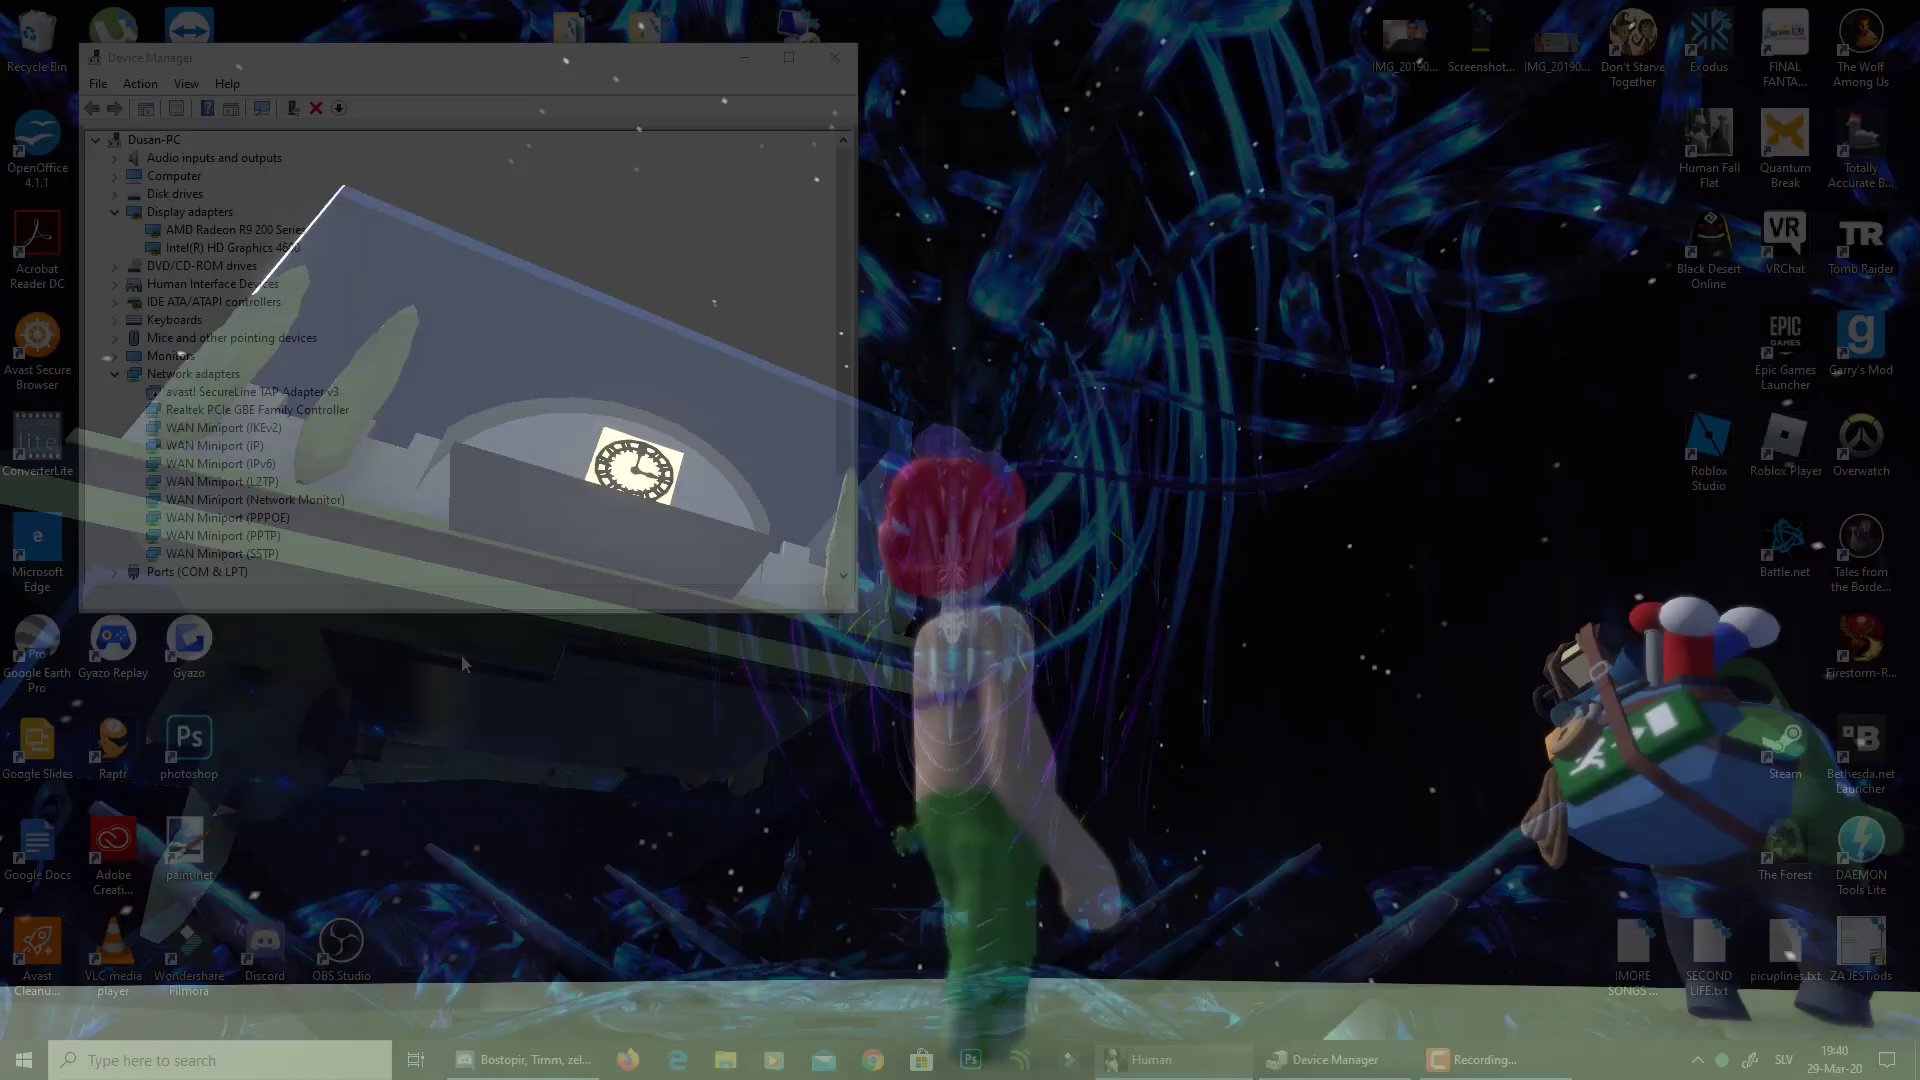 Recycle Bin
OpenOffice
4.1.1
Acrobat
Reader DC
Avast Secure
Browser
lite
ConverterLite
Microsoft
Edge
Pro
Google Earth
Pro
Gyazo Replay
Gyazo
Google Slides
Raptr
Ps
photoshop
Google Docs
Adobe
Creati...
paintinet
Avast
Cleanu...
VLC media
player
Wondershare
Filmora
Discord
OBS Studio
Device Manager
File
Action
View
Help
Dusan-PC
Audio inputs and outputs
Computer
Disk drives
Display adapters
AMD Radeon R9 200 Series
Intel(R) HD Graphics 4600
DVD/CD-ROM drives
Human Interface Devices
IDE ATA/ATAPI controllers
Keyboards
Mice and other pointing devices
Monitors
Network adapters
avast! SecureLine TAP Adapter v3
Realtek PCIe GBE Family Controller
WAN Miniport (IKEv2)
WAN Miniport (IP)
WAN Miniport (IPv6)
WAN Miniport (L2TP)
WAN Miniport (Network Monitor)
WAN Miniport (PPPOE)
WAN Miniport (PPTP)
WAN Miniport (SSTP)
Ports (COM & LPT)
IMG_20190...
Screenshot...
IMG_20190...
Don't Starve
Together
Exodus
FINAL
FANTA...
The Wolf
Among Us
Human Fall
Flat
Quantum
Break
Totally
Accurate B...
Black Desert
Online
VR
VRChat
TR
Tomb Raider
EPIC
GAMES
Epic Games
Launcher
Garry's Mod
Roblox
Studio
Roblox Player
Overwatch
Battle.net
Tales from
the Borde...
Firestorm-R...
Steam
Bethesda.net
Launcher
The Forest
DAEMON
Tools Lite
IMORE
SONGS ...
SECOND
LIFE.txt
picuplines.txt
ZA JEST.ods
Type here to search
Bostopir, Timm, zel...
Ps
Human
Device Manager
Recording...
SLV
19:40
29-Mar-20